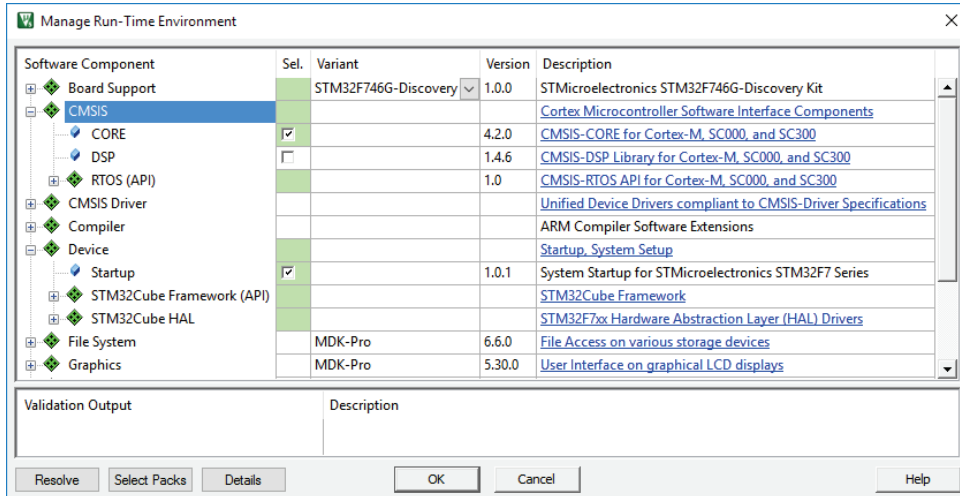 Manage Run-Time Environment
Software Component Sel. Variant Version Description
Board Support STM32F746G-Discovery 1.0.0 STMicroelectronics STM32F746G-Discovery Kit
CMSIS Cortex Microcontroller Software Interface Components
CORE 4.2.0 CMSIS-CORE for Cortex-M, SC000, and SC300
DSP 1.4.6 CMSIS-DSP Library for Cortex-M, SC000, and SC300
RTOS (API) 1.0 CMSIS-RTOS API for Cortex-M, SC000, and SC300
CMSIS Driver Unified Device Drivers compliant to CMSIS-Driver Specifications
Compiler ARM Compiler Software Extensions
Device Startup, System Setup
Startup 1.0.1 System Startup for STMicroelectronics STM32F7 Series
STM32Cube Framework (API) STM32Cube Framework
STM32Cube HAL STM32F7xx Hardware Abstraction Layer (HAL) Drivers
File System MDK-Pro 6.6.0 File Access on various storage devices
Graphics MDK-Pro 5.30.0 User Interface on graphical LCD displays
Validation Output Description
Resolve Select Packs Details OK Cancel Help